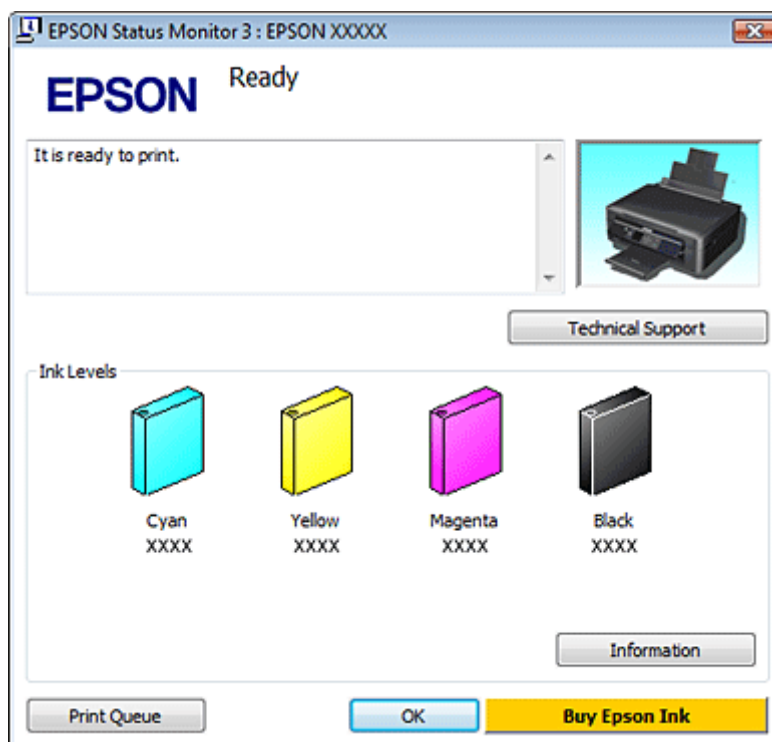 EPSON Status Monitor 3 : EPSON XXXXX
EPSON
Ready
It is ready to print.
Technical Support
Ink Levels
Cyan Yellow Magenta Black
XXXX XXXX XXXX XXXX
Information
Print Queue OK Buy Epson Ink